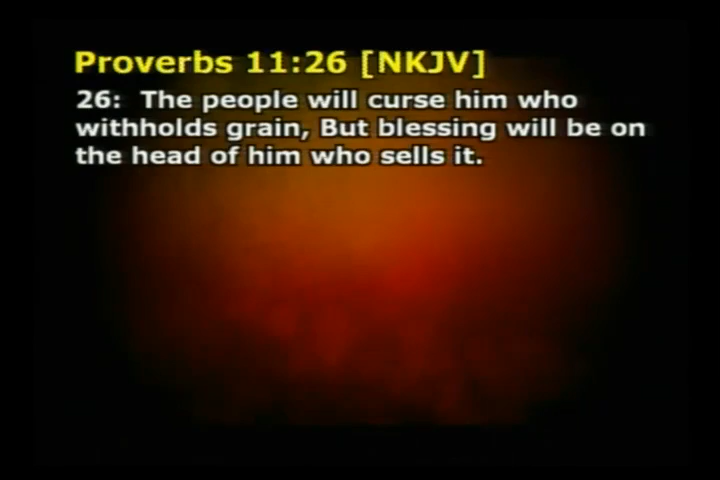 Proverbs 11:26 [NKJV]
26:  The people will curse him who
withholds grain, But blessing will be on
the head of him who sells it.